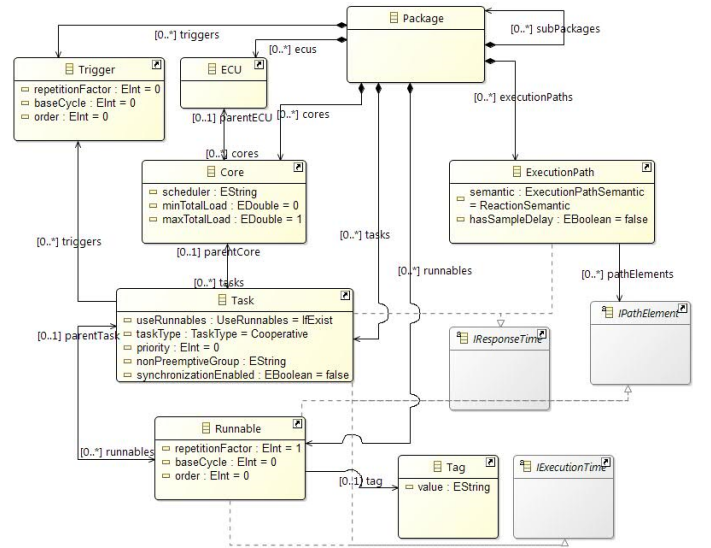 Package
[0..*] triggers
[0..*] ecus
[0..*] subPackages
Trigger
repetitionFactor : EInt = 0
baseCycle : EInt = 0
order : EInt = 0
ECU
[0..*] executionPaths
[0..1] parentECU
[0..*] cores
[0..*] cores
Core
scheduler : EString
minTotalLoad : EDouble = 0
maxTotalLoad : EDouble = 1
ExecutionPath
semantic : ExecutionPathSemantic
= ReactionSemantic
hasSampleDelay : EBoolean = false
[0..*] triggers
[0..1] parentCore
[0..*] tasks
[0..*] tasks
[0..*] runnables
[0..*] pathElements
Task
useRunnables : UseRunnables = IfExist
taskType : TaskType = Cooperative
priority : EInt = 0
nonPreemptiveGroup : EString
synchronizationEnabled : EBoolean = false
[0..1] parentTask
IPathElement
IResponseTime
Runnable
repetitionFactor : EInt = 1
baseCycle : EInt = 0
order : EInt = 0
[0..*] runnables
[0..1] tag
Tag
value : EString
IExecutionTime